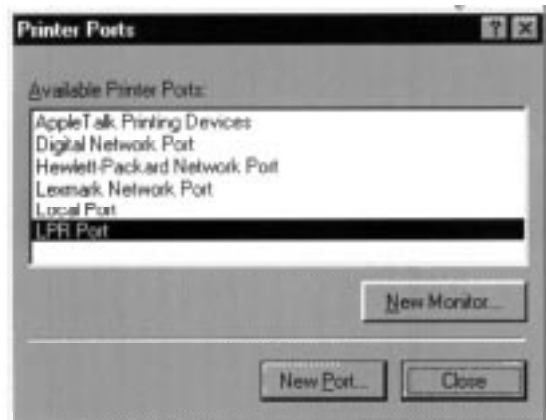 Printer Ports
Available Printer Ports:
AppleTalk Printing Devices
Digital Network Port
Hewlett-Packard Network Port
Lexmark Network Port
Local Port
LPR Port
New Monitor...
New Port...
Close